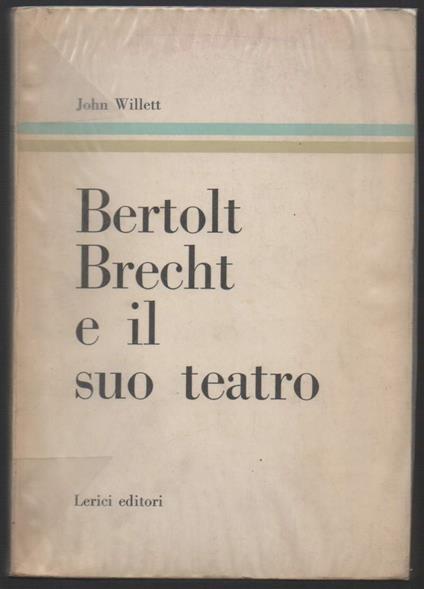 John Willett
Bertolt
Brecht
e il
suo teatro
Lerici editori